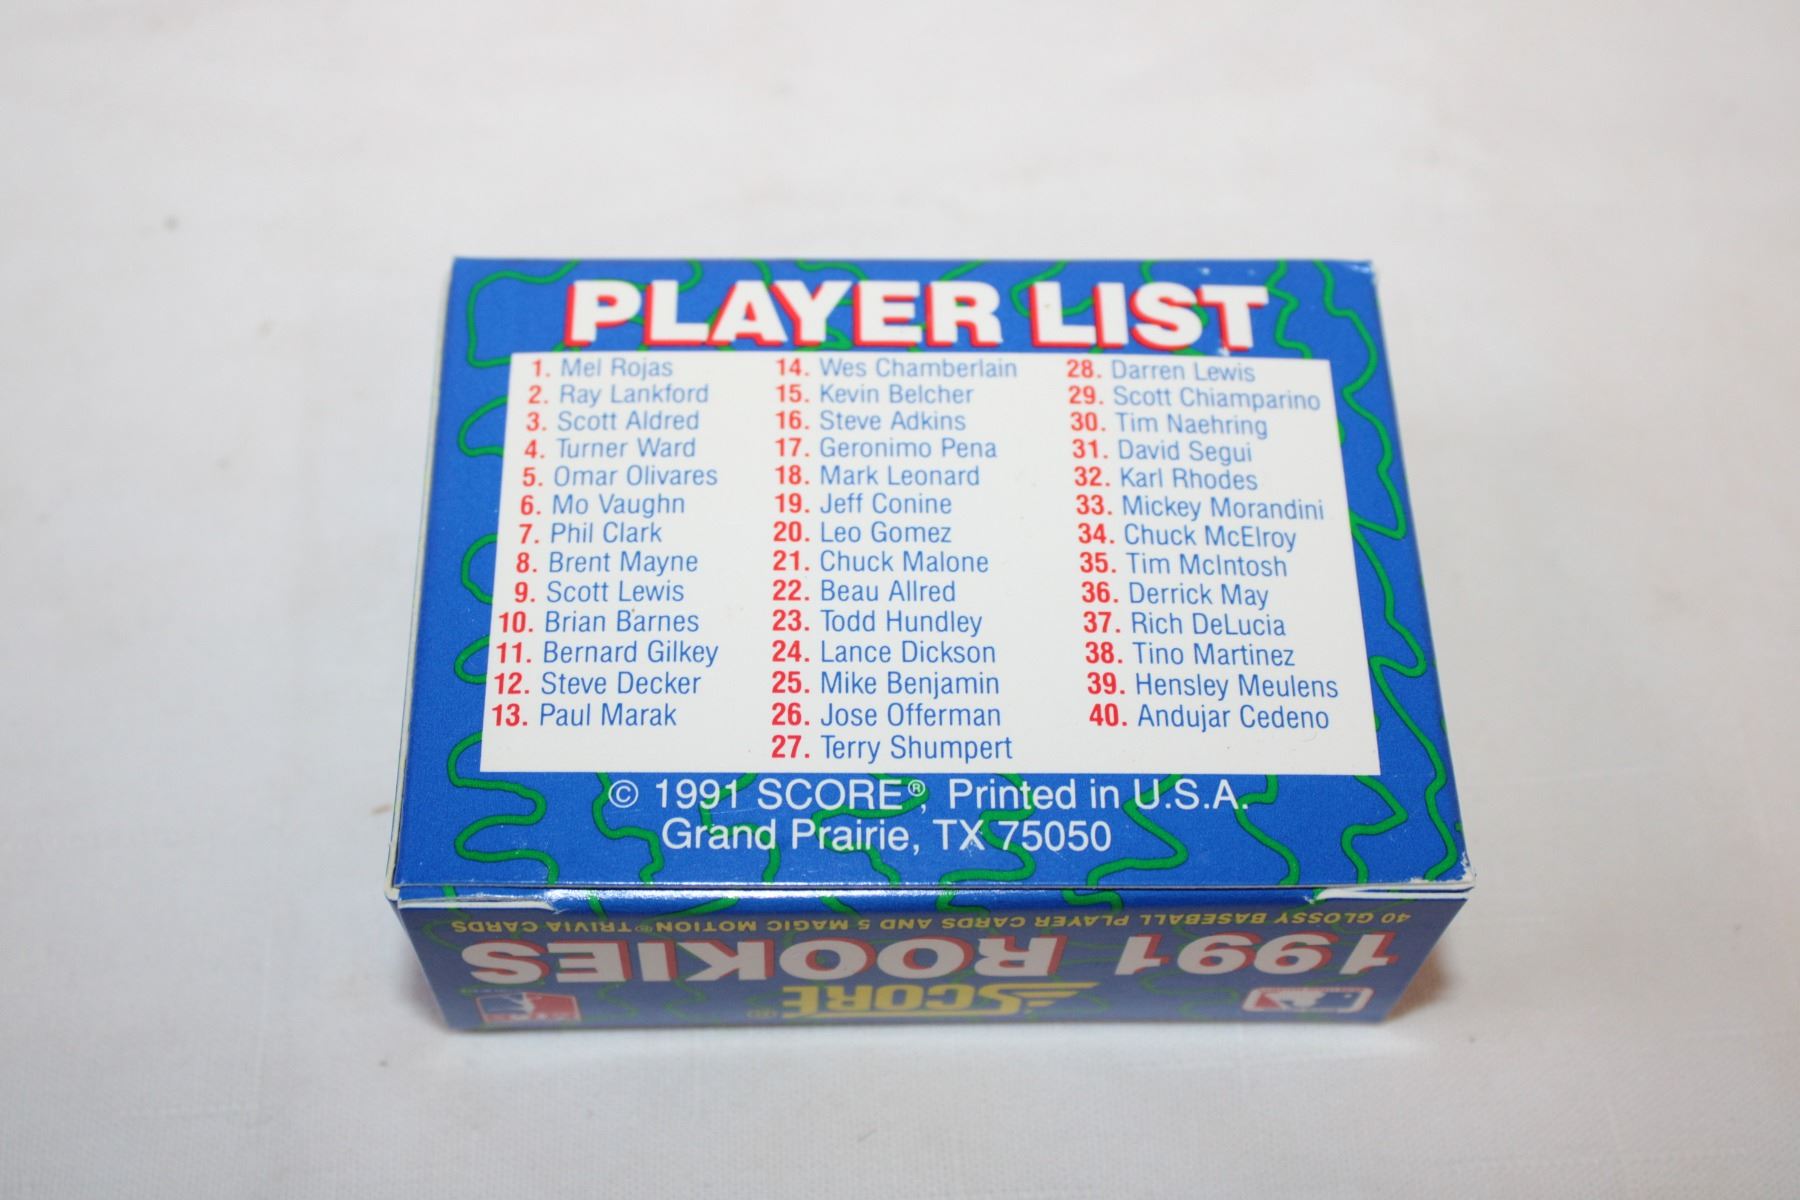 PLAYER LIST
1. Mel Rojas
2. Ray Lankford
3. Scott Aldred
4. Turner Ward
5. Omar Olivares
6. Mo Vaughn
7. Phil Clark
8. Brent Mayne
9. Scott Lewis
10. Brian Barnes
11. Bernard Gilkey
12. Steve Decker
13. Paul Marak
14. Wes Chamberlain
15. Kevin Belcher
16. Steve Adkins
17. Geronimo Pena
18. Mark Leonard
19. Jeff Conine
20. Leo Gomez
21. Chuck Malone
22. Beau Allred
23. Todd Hundley
24. Lance Dickson
25. Mike Benjamin
26. Jose Offerman
27. Terry Shumpert
28. Darren Lewis
29. Scott Chiamparino
30. Tim Naehring
31. David Segui
32. Karl Rhodes
33. Mickey Morandini
34. Chuck McElroy
35. Tim McIntosh
36. Derrick May
37. Rich DeLucia
38. Tino Martinez
39. Hensley Meulens
40. Andujar Cedeno
© 1991 SCORE®, Printed in U.S.A.
Grand Prairie, TX 75050
SCORE®
1991 ROOKIES
40 GLOSSY BASEBALL PLAYER CARDS AND 5 MAGIC MOTION® TRIVIA CARDS